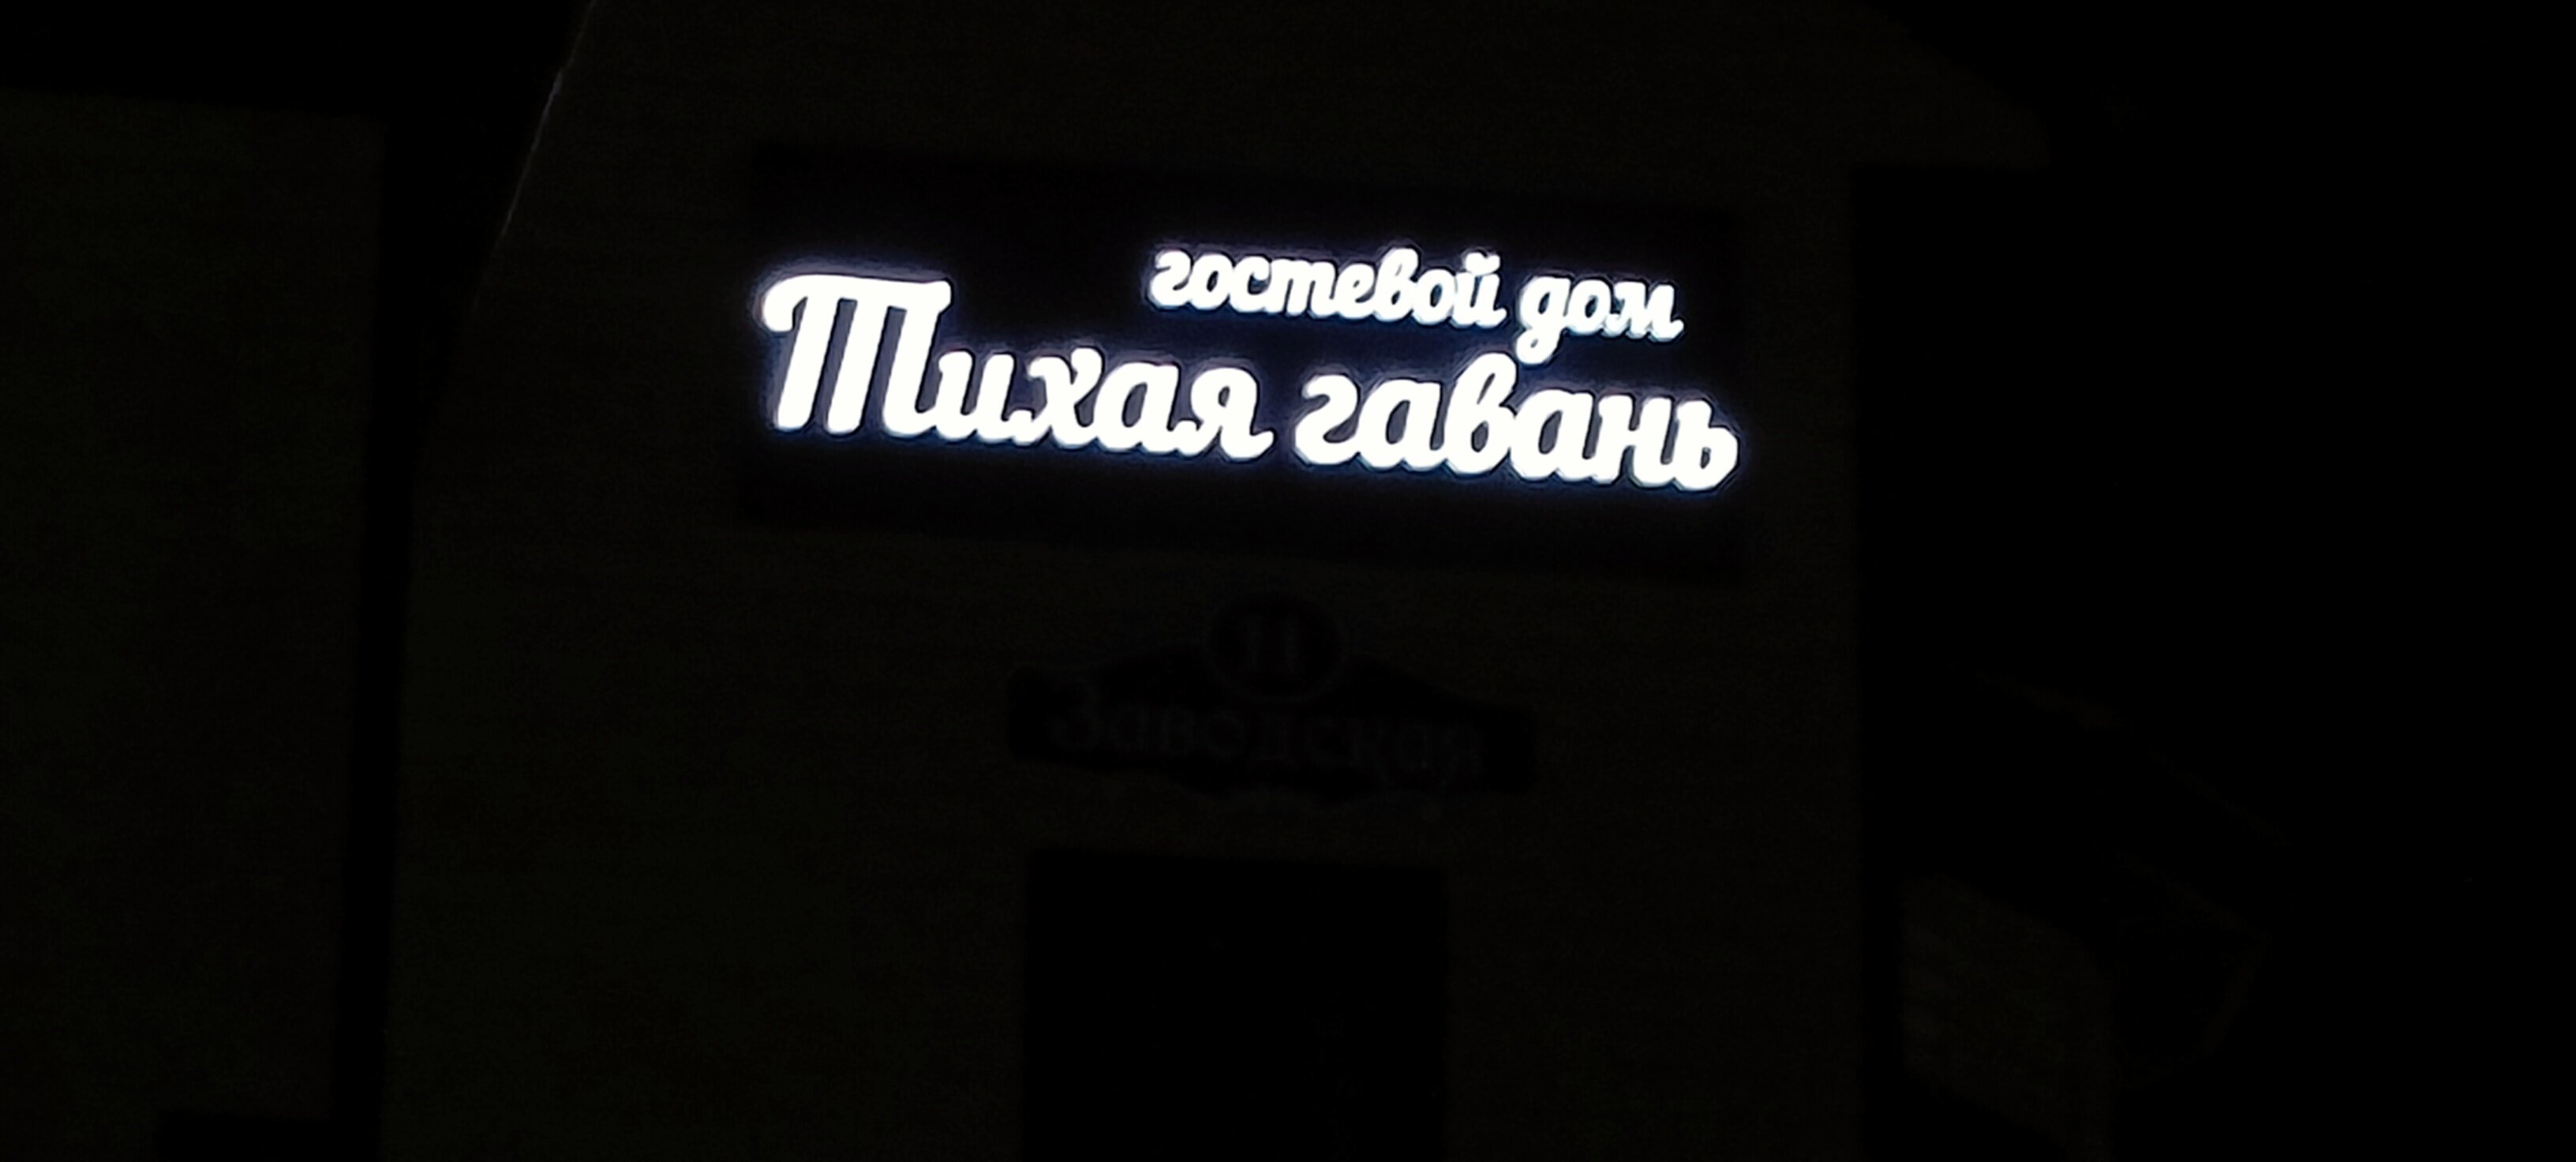 гостевой дом
Тихая гавань
11
Заводская